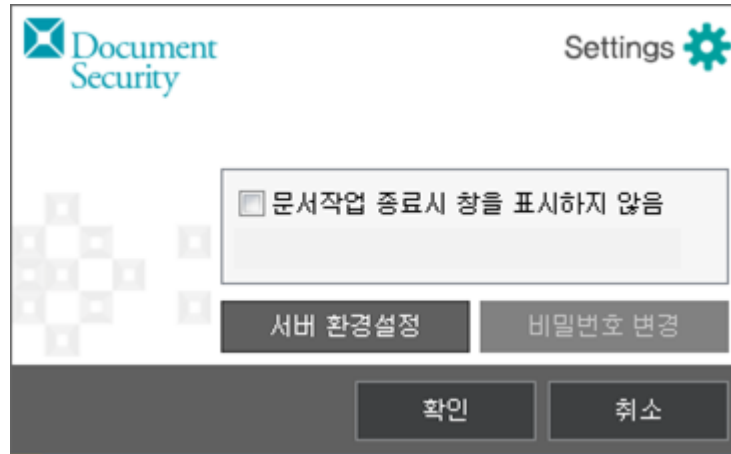 Document
Security
Settings
문서작업 종료시 창을 표시하지 않음
서버 환경설정
비밀번호 변경
확인
취소